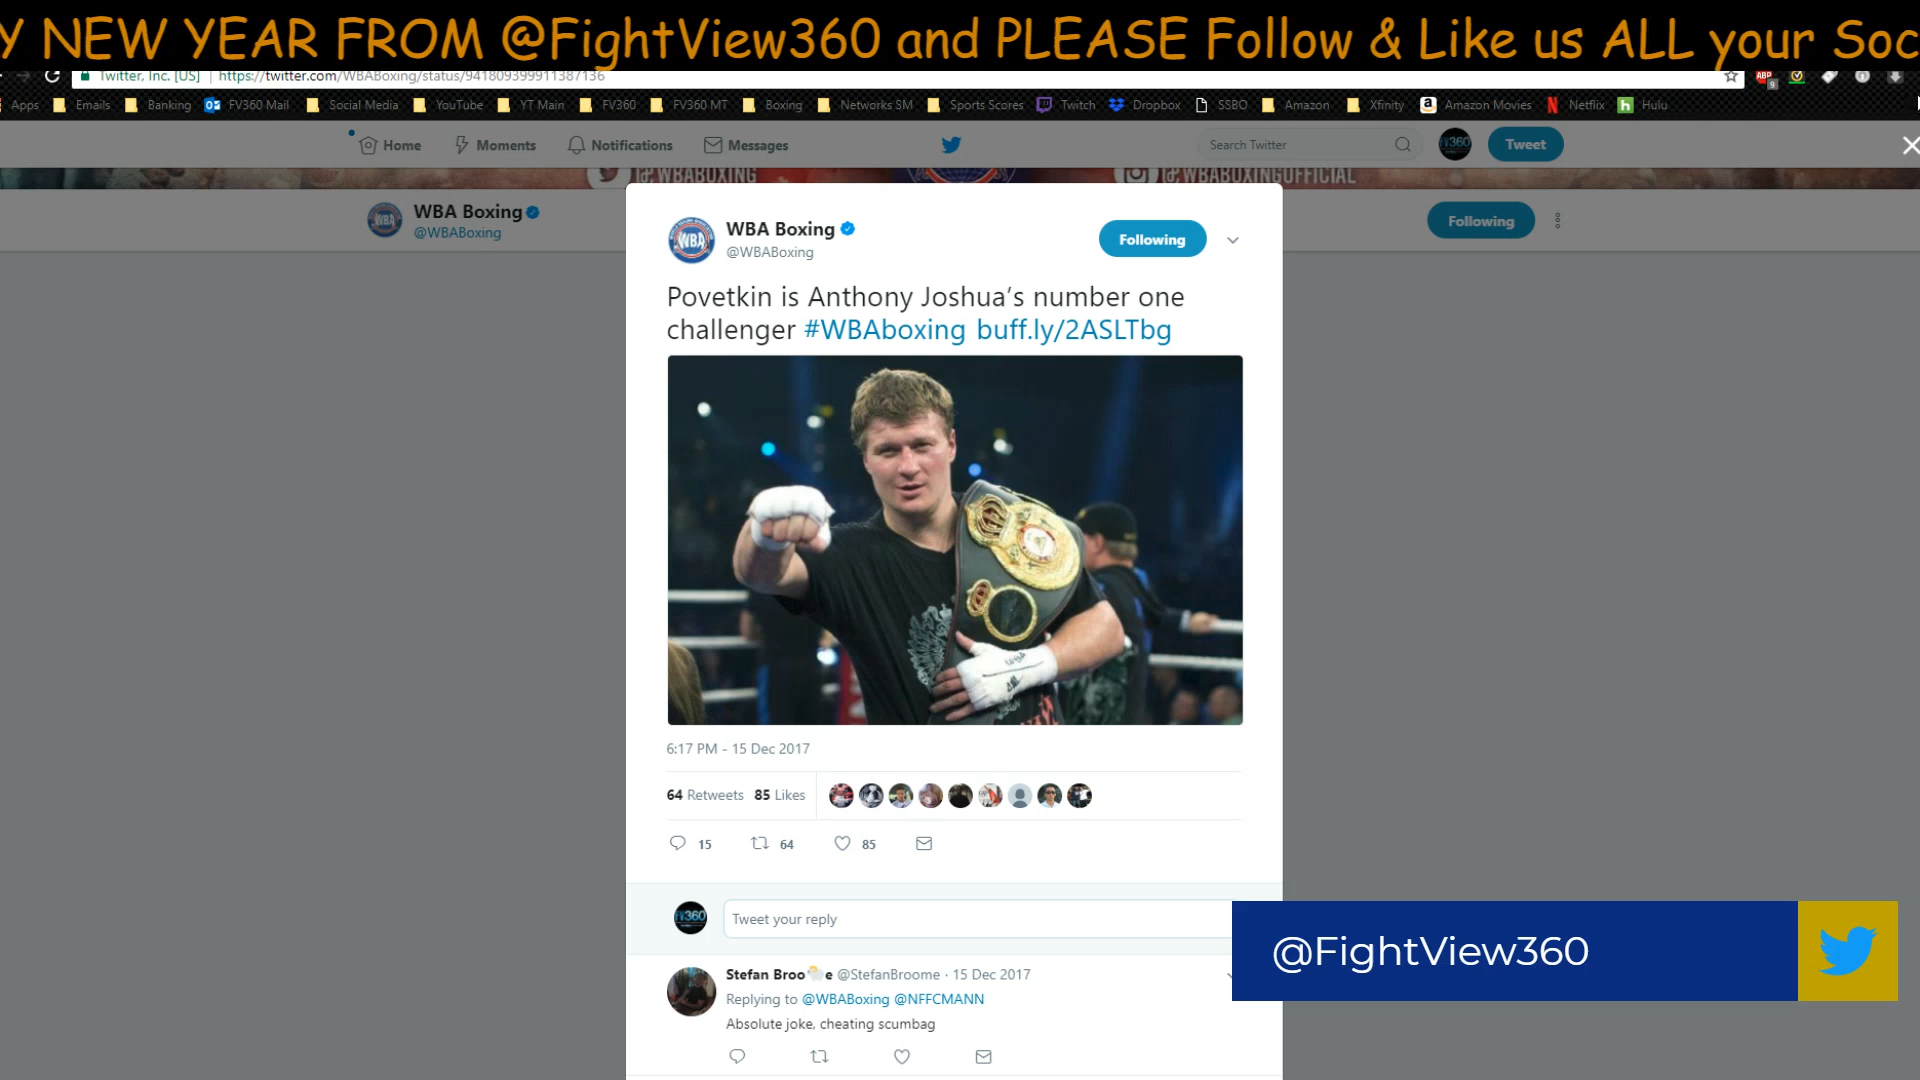 Y NEW YEAR FROM @FightView360 and PLEASE Follow & Like us ALL your Soc
Twitter, Inc. [US] | https://twitter.com/WBABoxing/status/941809399911387136
Apps Emails Banking FV360 Mail Social Media YouTube YT Main FV360 FV360 MT Boxing Networks SM Sports Scores Twitch Dropbox SSBO Amazon Xfinity Amazon Movies Netflix Hulu
Home Moments Notifications Messages Search Twitter Tweet
@WBABOXING @WBABOXINGOFFICIAL
WBA Boxing
@WBABoxing
Following
WBA Boxing
@WBABoxing
Following
Povetkin is Anthony Joshua's number one
challenger #WBAboxing buff.ly/2ASLTbg
6:17 PM - 15 Dec 2017
64 Retweets 85 Likes
15 64 85
Tweet your reply
@FightView360
Stefan Broo e @StefanBroome · 15 Dec 2017
Replying to @WBABoxing @NFFCMANN
Absolute joke, cheating scumbag